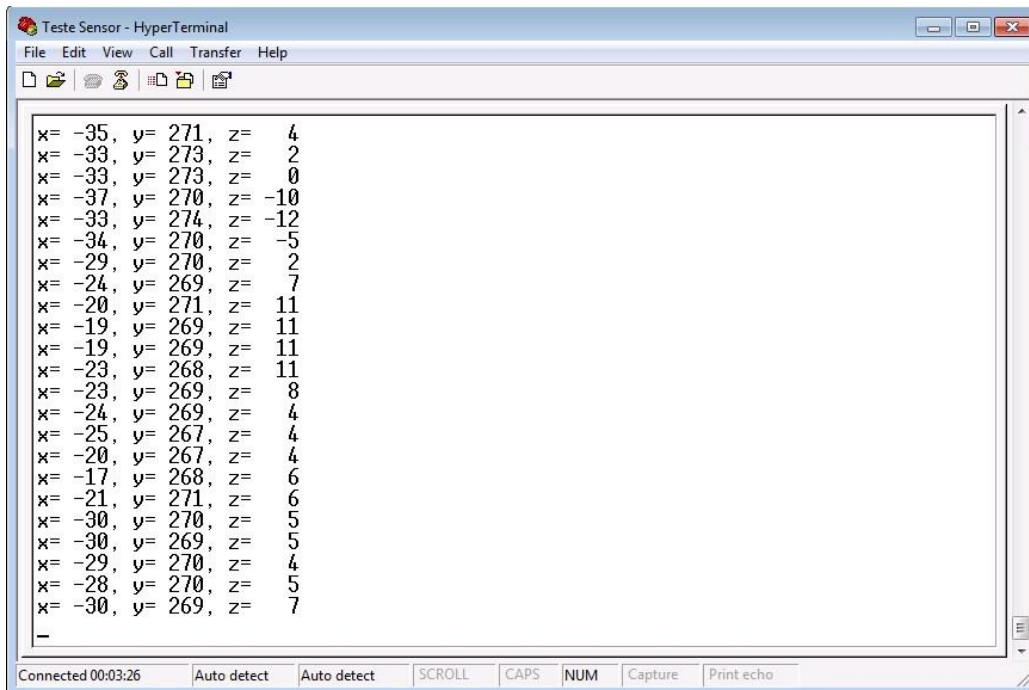 Teste Sensor - HyperTerminal
File Edit View Call Transfer Help
x= -35, y= 271, z=   4
x= -33, y= 273, z=   2
x= -33, y= 273, z=   0
x= -37, y= 270, z= -10
x= -33, y= 274, z= -12
x= -34, y= 270, z=  -5
x= -29, y= 270, z=   2
x= -24, y= 269, z=   7
x= -20, y= 271, z=  11
x= -19, y= 269, z=  11
x= -19, y= 269, z=  11
x= -23, y= 268, z=  11
x= -23, y= 269, z=   8
x= -24, y= 269, z=   4
x= -25, y= 267, z=   4
x= -20, y= 267, z=   4
x= -17, y= 268, z=   6
x= -21, y= 271, z=   6
x= -30, y= 270, z=   5
x= -30, y= 269, z=   5
x= -29, y= 270, z=   4
x= -28, y= 270, z=   5
x= -30, y= 269, z=   7
_
Connected 00:03:26 Auto detect Auto detect SCROLL CAPS NUM Capture Print echo